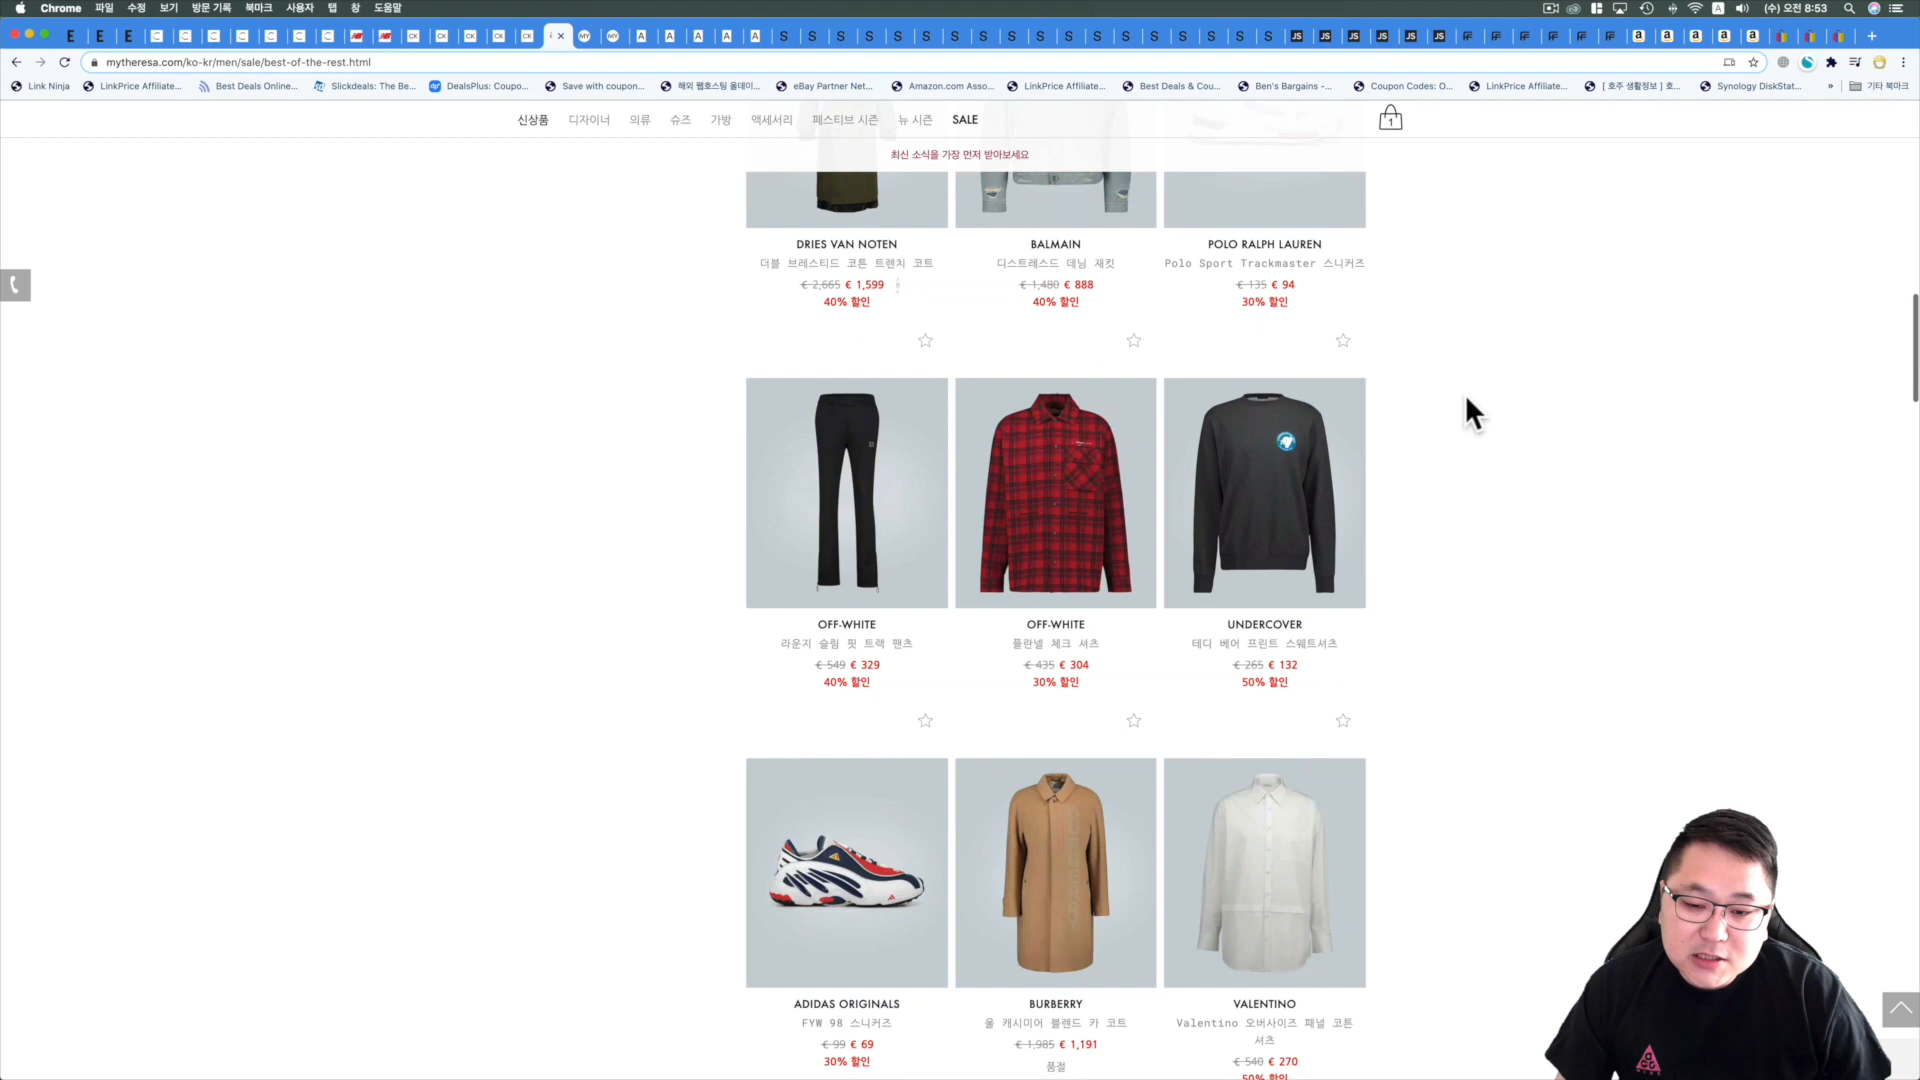 Chrome 파일 수정 보기 방문 기록 북마크 사용자 탭 창 도움말
(수) 오전 8:53
mytheresa.com/ko-kr/men/sale/best-of-the-rest.html
Link Ninja LinkPrice Affiliate... Best Deals Online... Slickdeals: The Be... DealsPlus: Coupo... Save with coupon... 해외 웹호스팅 올데이... eBay Partner Net... Amazon.com Asso... LinkPrice Affiliate... Best Deals & Cou... Ben's Bargains -... Coupon Codes: O... LinkPrice Affiliate... [ 호주 생활정보 ] 호... Synology DiskStat... » 기타 북마크
신상품 디자이너 의류 슈즈 가방 액세서리 페스티브 시즌 뉴 시즌 SALE
1
최신 소식을 가장 먼저 받아보세요
DRIES VAN NOTEN BALMAIN POLO RALPH LAUREN
더블 브레스티드 코튼 트렌치 코트 디스트레스드 데님 재킷 Polo Sport Trackmaster 스니커즈
€ 2,665 € 1,599 € 1,480 € 888 € 135 € 94
40% 할인 40% 할인 30% 할인
OFF-WHITE OFF-WHITE UNDERCOVER
라운지 슬림 핏 트랙 팬츠 플란넬 체크 셔츠 테디 베어 프린트 스웨트셔츠
€ 549 € 329 € 435 € 304 € 265 € 132
40% 할인 30% 할인 50% 할인
ADIDAS ORIGINALS BURBERRY VALENTINO
FYW 98 스니커즈 울 캐시미어 블렌드 카 코트 Valentino 오버사이즈 패널 코튼
셔츠
€ 99 € 69 € 1,985 € 1,191 € 540 € 270
30% 할인 품절 50% 할인